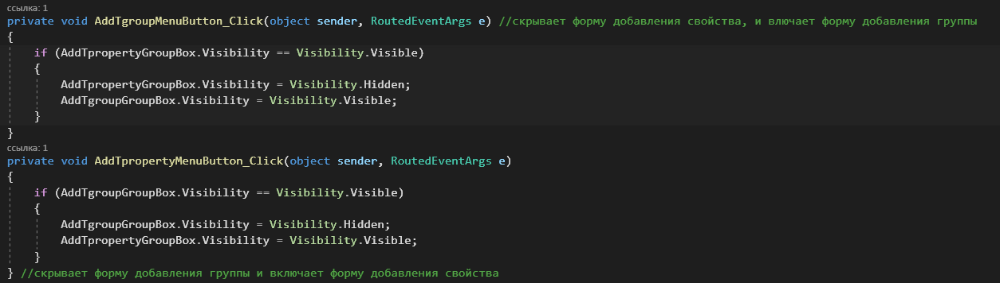 ссылка: 1
private void AddTgroupMenuButton_Click(object sender, RoutedEventArgs e) //скрывает форму добавления свойства, и влючает форму добавления группы
{
if (AddTpropertyGroupBox.Visibility == Visibility.Visible)
{
AddTpropertyGroupBox.Visibility = Visibility.Hidden;
AddTgroupGroupBox.Visibility = Visibility.Visible;
}
}
ссылка: 1
private void AddTpropertyMenuButton_Click(object sender, RoutedEventArgs e)
{
if (AddTgroupGroupBox.Visibility == Visibility.Visible)
{
AddTgroupGroupBox.Visibility = Visibility.Hidden;
AddTpropertyGroupBox.Visibility = Visibility.Visible;
}
} //скрывает форму добавления группы и включает форму добавления свойства